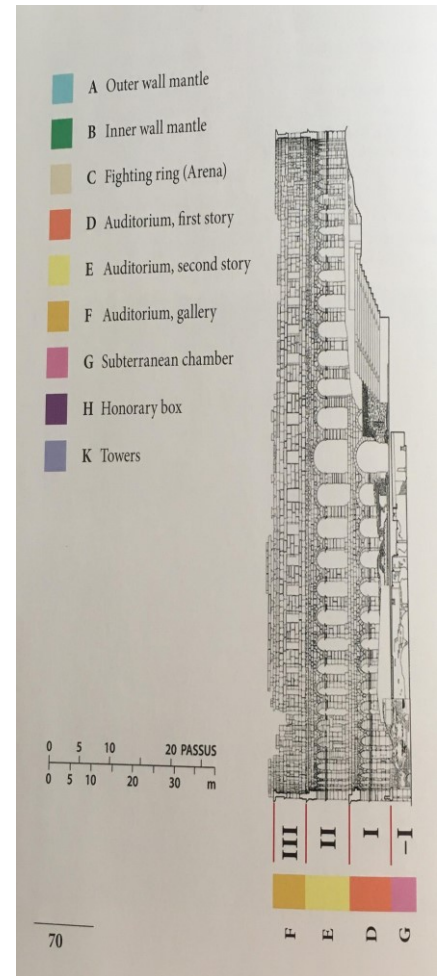 A Outer wall mantle
B Inner wall mantle
C Fighting ring (Arena)
D Auditorium, first story
E Auditorium, second story
F Auditorium, gallery
G Subterranean chamber
H Honorary box
K Towers
0 5 10 20 PASSUS
0 5 10 20 30 m
III II I –I
F E D G
70